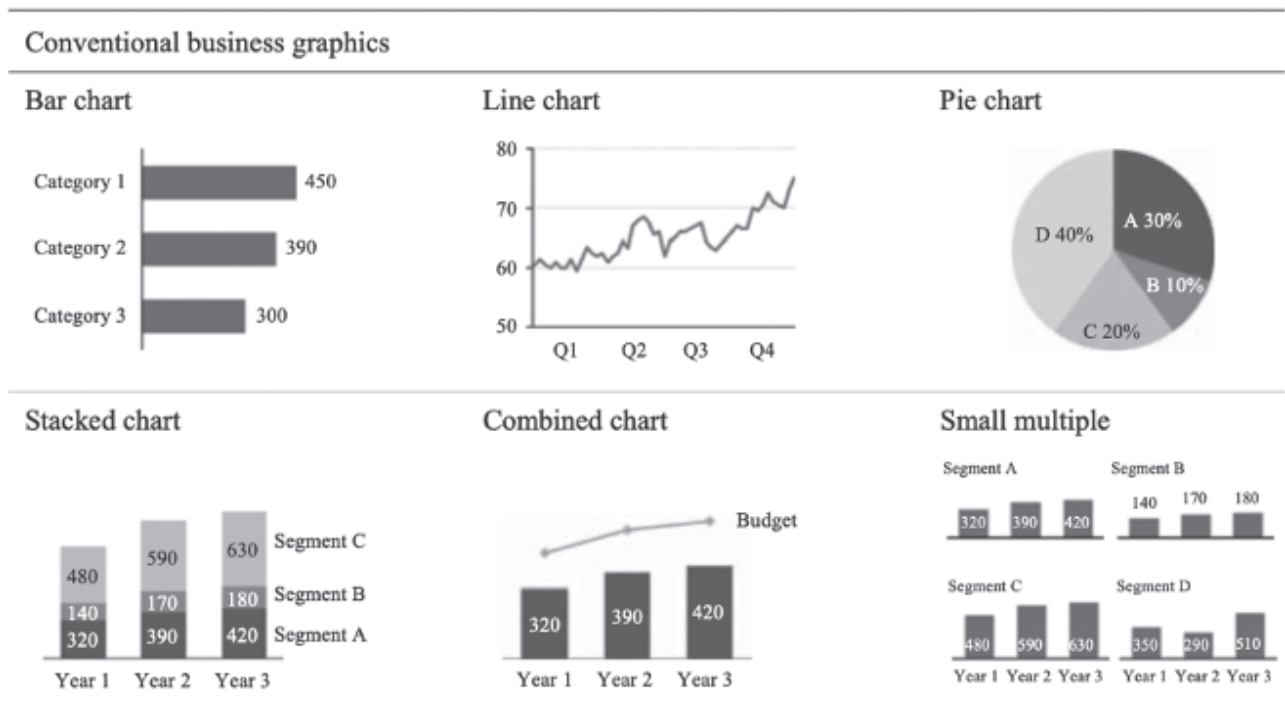 Conventional business graphics
Bar chart
Category 1 450
Category 2 390
Category 3 300
Line chart
80
70
60
50
Q1 Q2 Q3 Q4
Pie chart
A 30%
D 40%
B 10%
C 20%
Stacked chart
480 590 630 Segment C
140 170 180 Segment B
320 390 420 Segment A
Year 1 Year 2 Year 3
Combined chart
Budget
320 390 420
Year 1 Year 2 Year 3
Small multiple
Segment A
320 390 420
Segment B
140 170 180
Segment C
480 590 630
Year 1 Year 2 Year 3
Segment D
350 290 510
Year 1 Year 2 Year 3